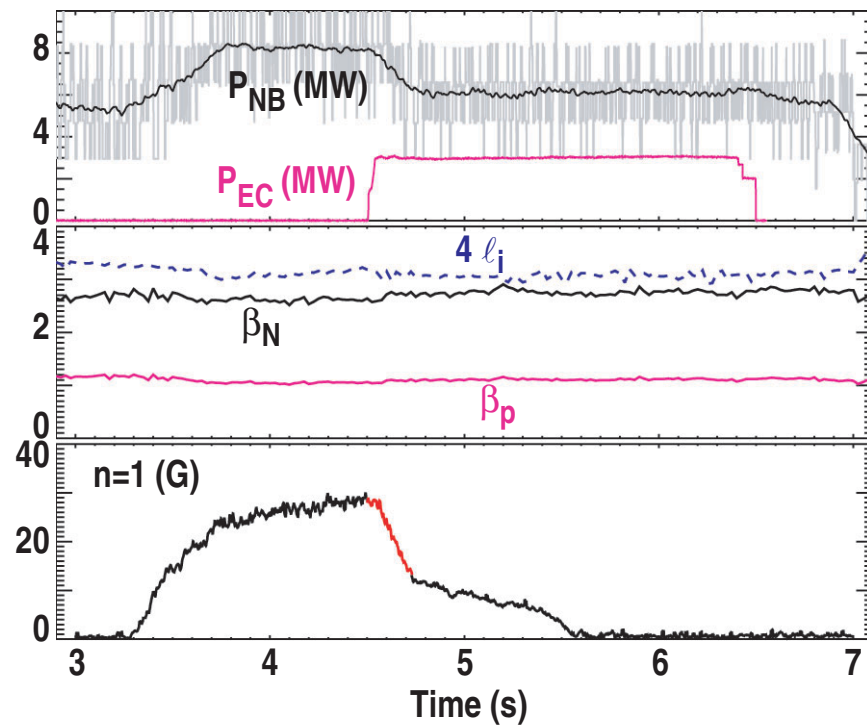 8
P_NB (MW)
4
P_EC (MW)
0
4
4 ℓ_i
β_N
2
β_p
0
40
n=1 (G)
20
0
3 4 5 6 7
Time (s)